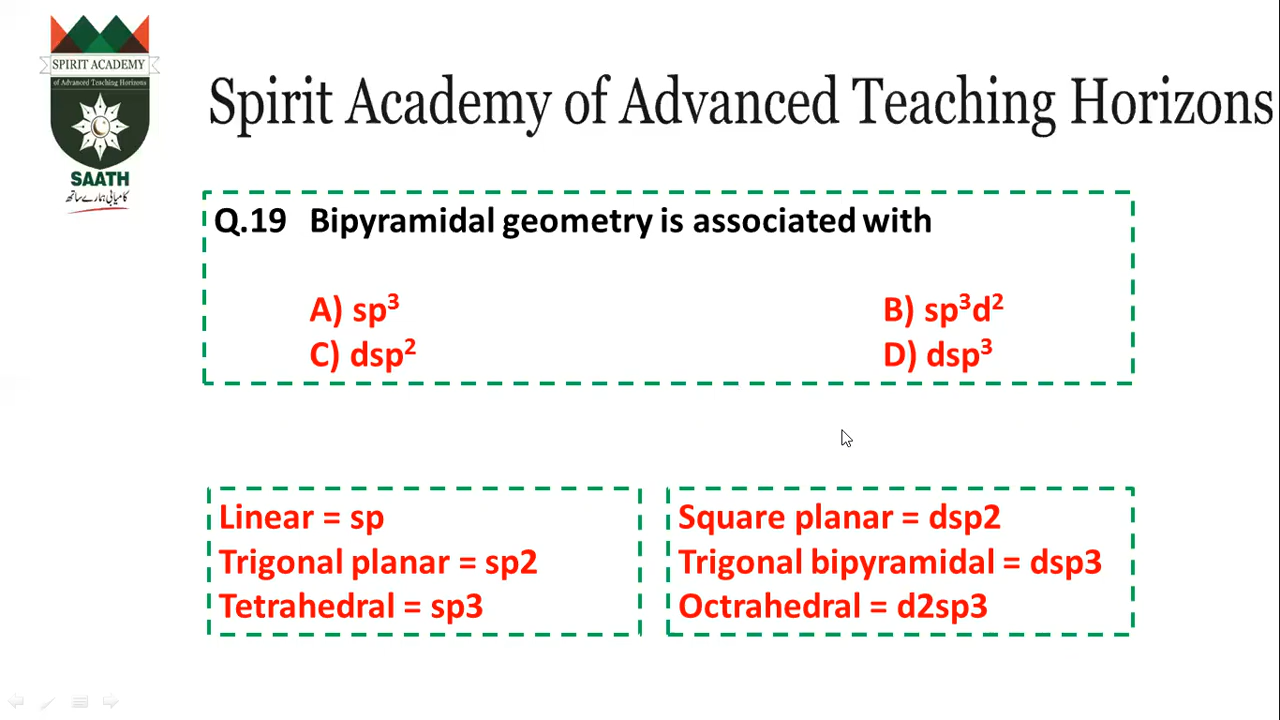 SPIRIT ACADEMY
of Advanced Teaching Horizons
SAATH
کامیابی ہمارے ساتھ
Spirit Academy of Advanced Teaching Horizons
Q.19 Bipyramidal geometry is associated with
A) sp³ B) sp³d²
C) dsp² D) dsp³
Linear = sp
Trigonal planar = sp2
Tetrahedral = sp3
Square planar = dsp2
Trigonal bipyramidal = dsp3
Octrahedral = d2sp3